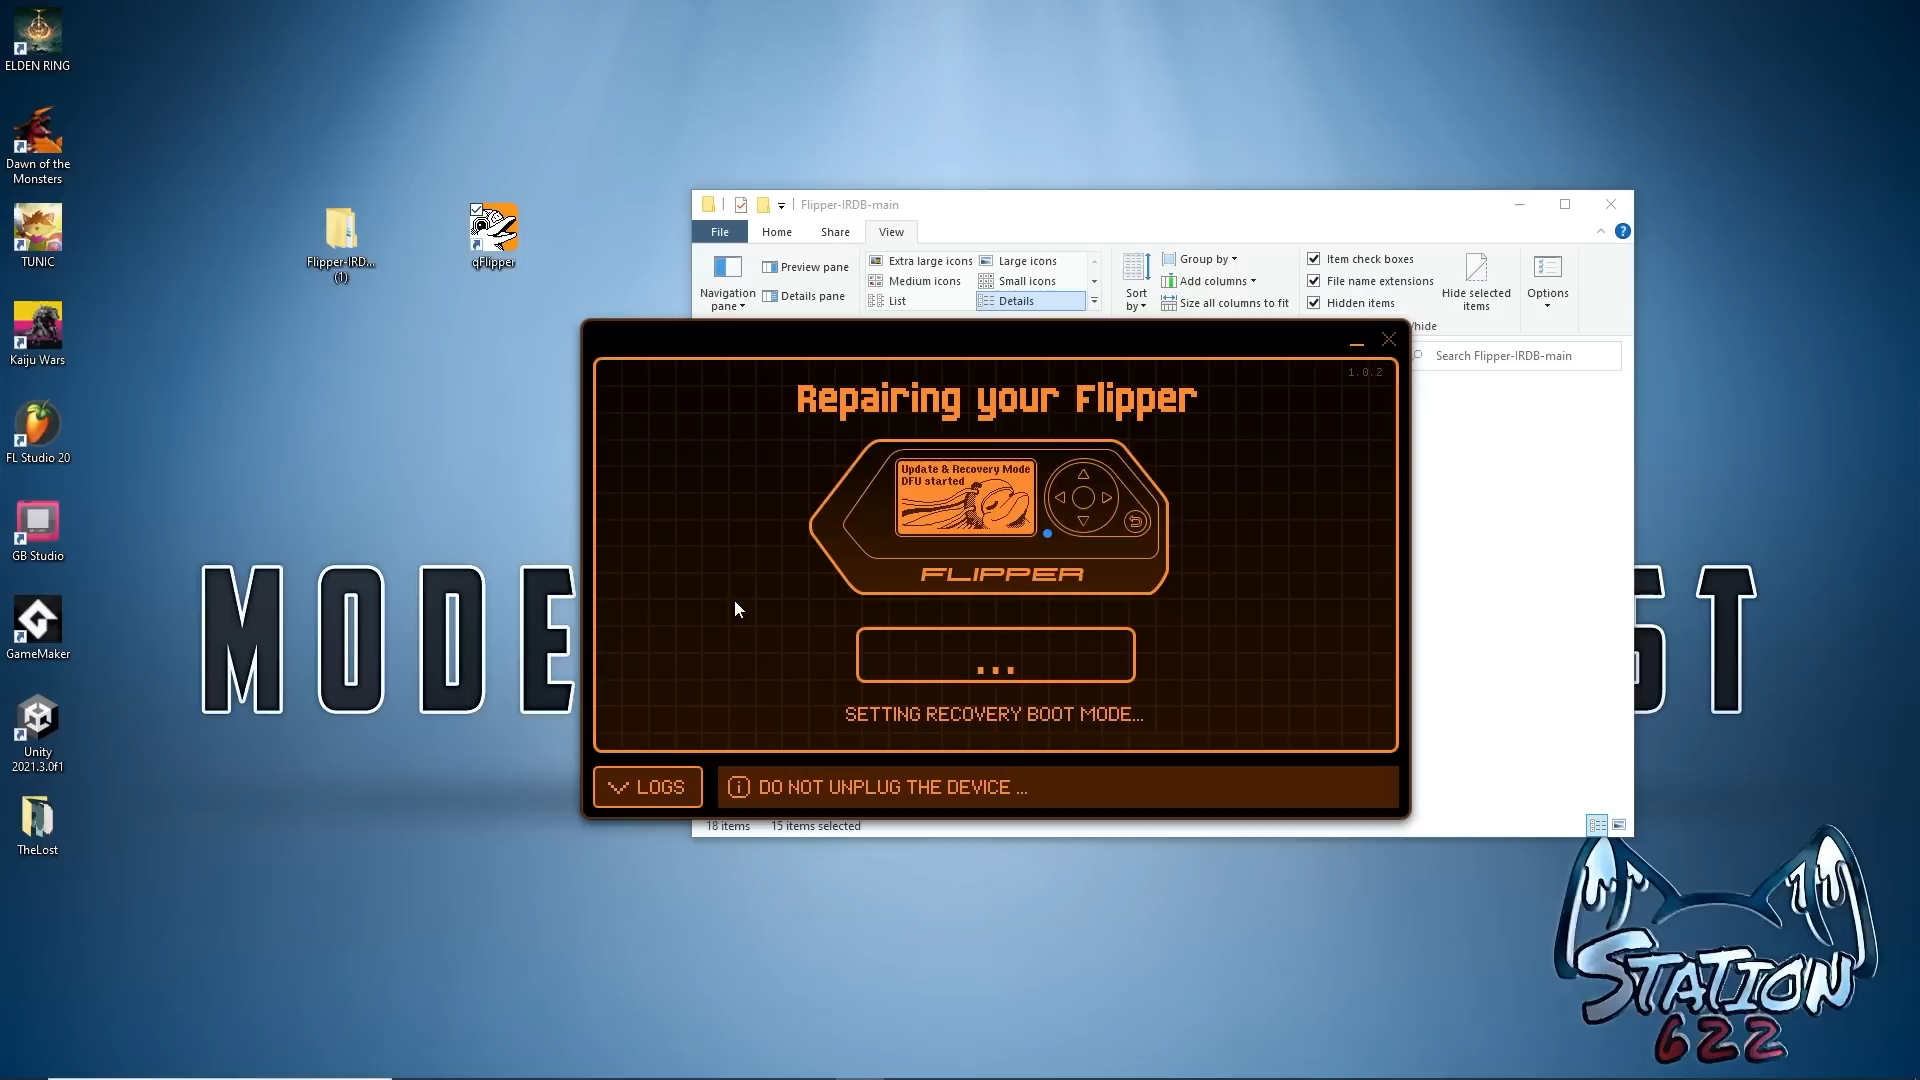 ELDEN RING
Dawn of the
Monsters
TUNIC
Kaiju Wars
FL Studio 20
GB Studio
GameMaker
Unity
2021.3.0f1
TheLost
Flipper-IRD...
(1)
qFlipper
Flipper-IRDB-main
File
Home
Share
View
Navigation
pane
Preview pane
Details pane
Extra large icons
Large icons
Medium icons
Small icons
List
Details
Sort
by
Group by
Add columns
Size all columns to fit
Item check boxes
File name extensions
Hidden items
Hide selected
items
Options
/hide
Search Flipper-IRDB-main
1.0.2
Repairing your Flipper
Update & Recovery Mode
DFU started
FLIPPER
...
SETTING RECOVERY BOOT MODE...
LOGS
DO NOT UNPLUG THE DEVICE ...
18 items
15 items selected
MODE
ST
STATION
622